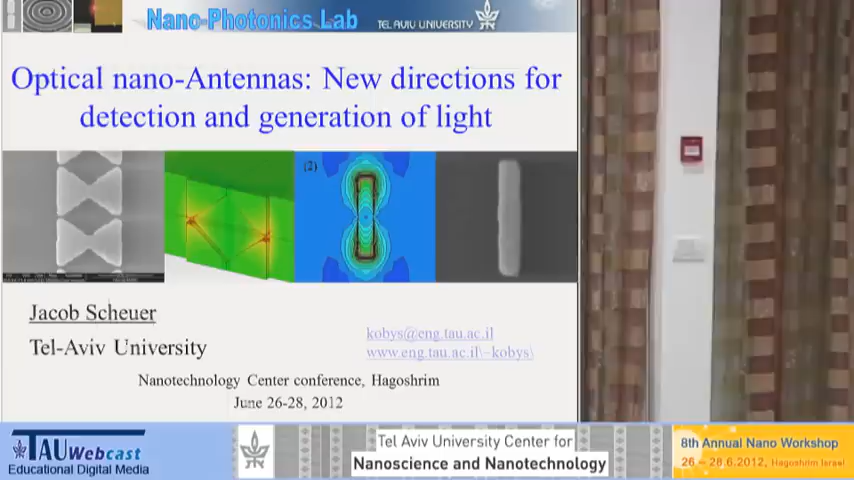 Nano-Photonics Lab
TEL AVIV UNIVERSITY
Optical nano-Antennas: New directions for
detection and generation of light
(2)
Jacob Scheuer
Tel-Aviv University
kobys@eng.tau.ac.il
www.eng.tau.ac.il\~kobys\
Nanotechnology Center conference, Hagoshrim
June 26-28, 2012
TAU Webcast
Educational Digital Media
Tel Aviv University Center for
Nanoscience and Nanotechnology
8th Annual Nano Workshop
26 – 28.6.2012, Hagoshrim Israel